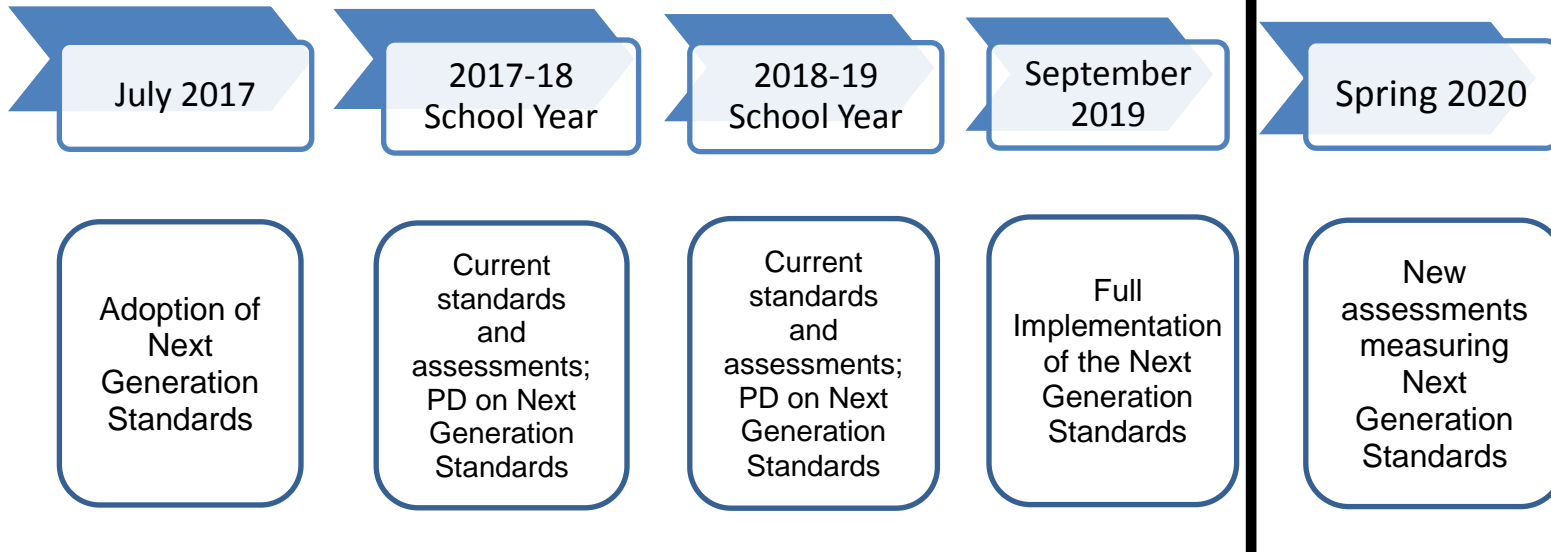 July 2017
2017-18
School Year
2018-19
School Year
September
2019
Spring 2020
Adoption of
Next
Generation
Standards
Current
standards
and
assessments;
PD on Next
Generation
Standards
Current
standards
and
assessments;
PD on Next
Generation
Standards
Full
Implementation
of the Next
Generation
Standards
New
assessments
measuring
Next
Generation
Standards